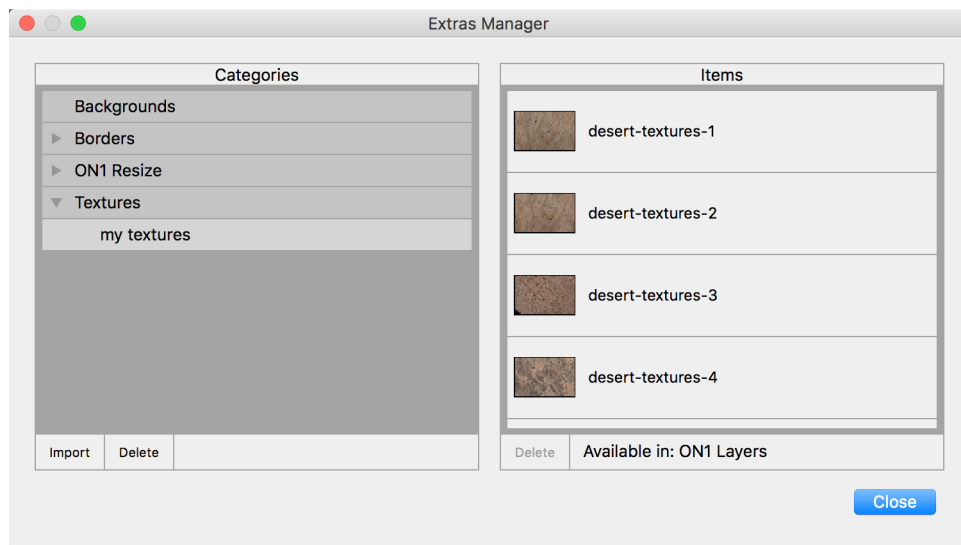 Extras Manager
Categories
Backgrounds
Borders
ON1 Resize
Textures
my textures
Import
Delete
Items
desert-textures-1
desert-textures-2
desert-textures-3
desert-textures-4
Delete
Available in: ON1 Layers
Close